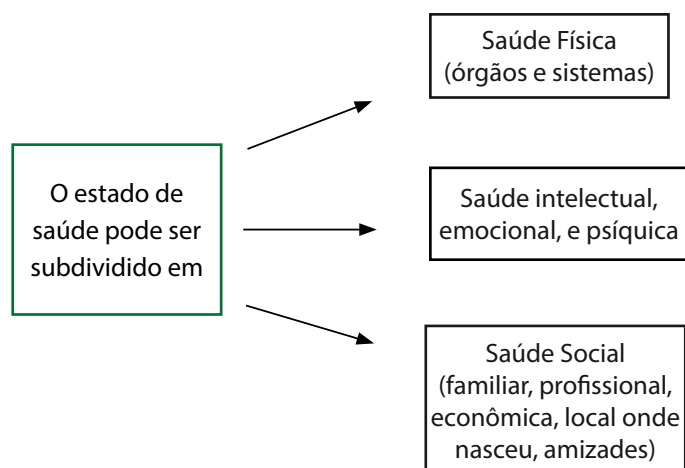 Saúde Física
(órgãos e sistemas)
O estado de
saúde pode ser
subdividido em
Saúde intelectual,
emocional, e psíquica
Saúde Social
(familiar, profissional,
econômica, local onde
nasceu, amizades)